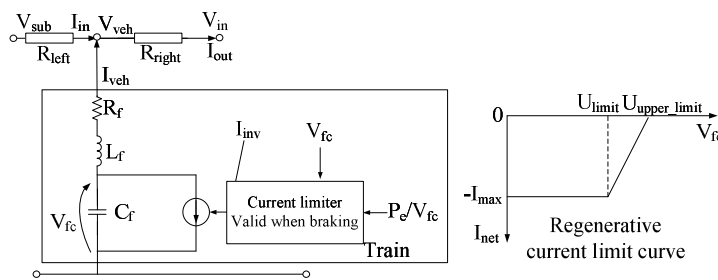 V_sub I_in V_veh V_in
R_left R_right I_out
I_veh
R_f
L_f
C_f
V_fc
I_inv
V_fc
Current limiter
Valid when braking
P_e/V_fc
Train
0
U_limit U_upper_limit
V_fc
-I_max
I_net
Regenerative
current limit curve